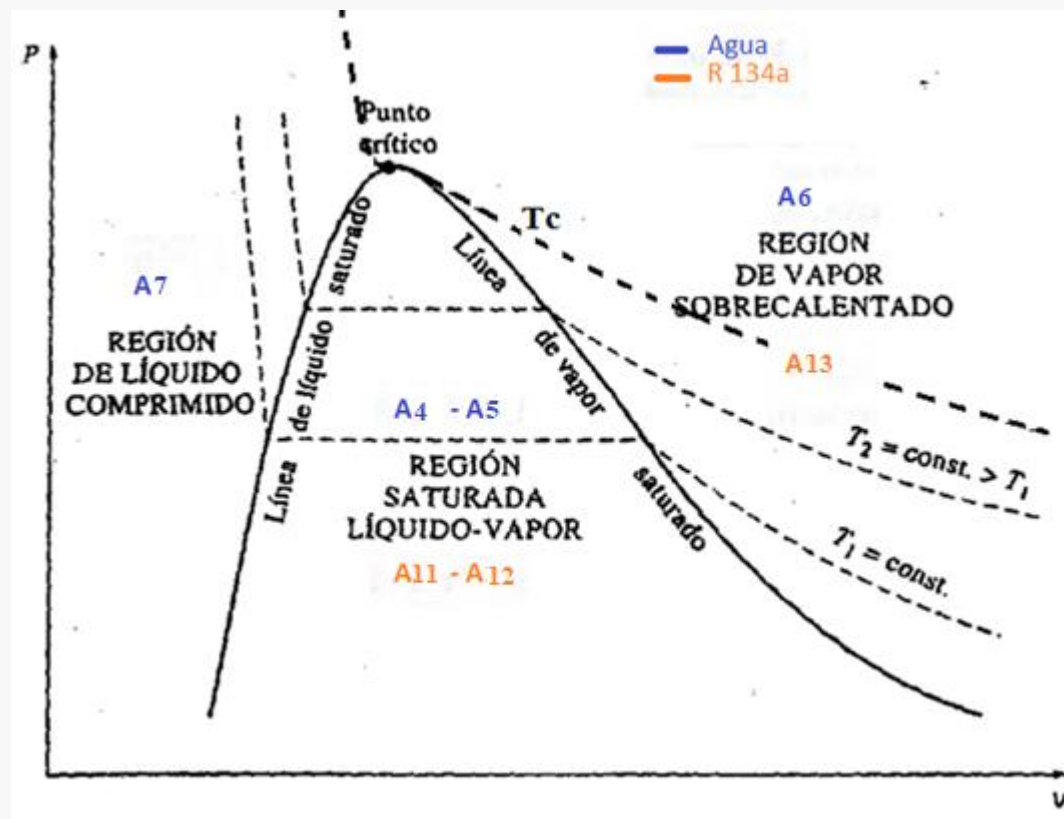 P
Agua
R 134a
Punto
crítico
A6
Tc
REGIÓN
DE VAPOR
SOBRECALENTADO
A7
REGIÓN
DE LÍQUIDO
COMPRIMIDO
Línea de líquido saturado
Línea de vapor saturado
A13
A4 - A5
REGIÓN
SATURADA
LÍQUIDO-VAPOR
A11 - A12
T₂ = const. > T₁
T₁ = const.
v